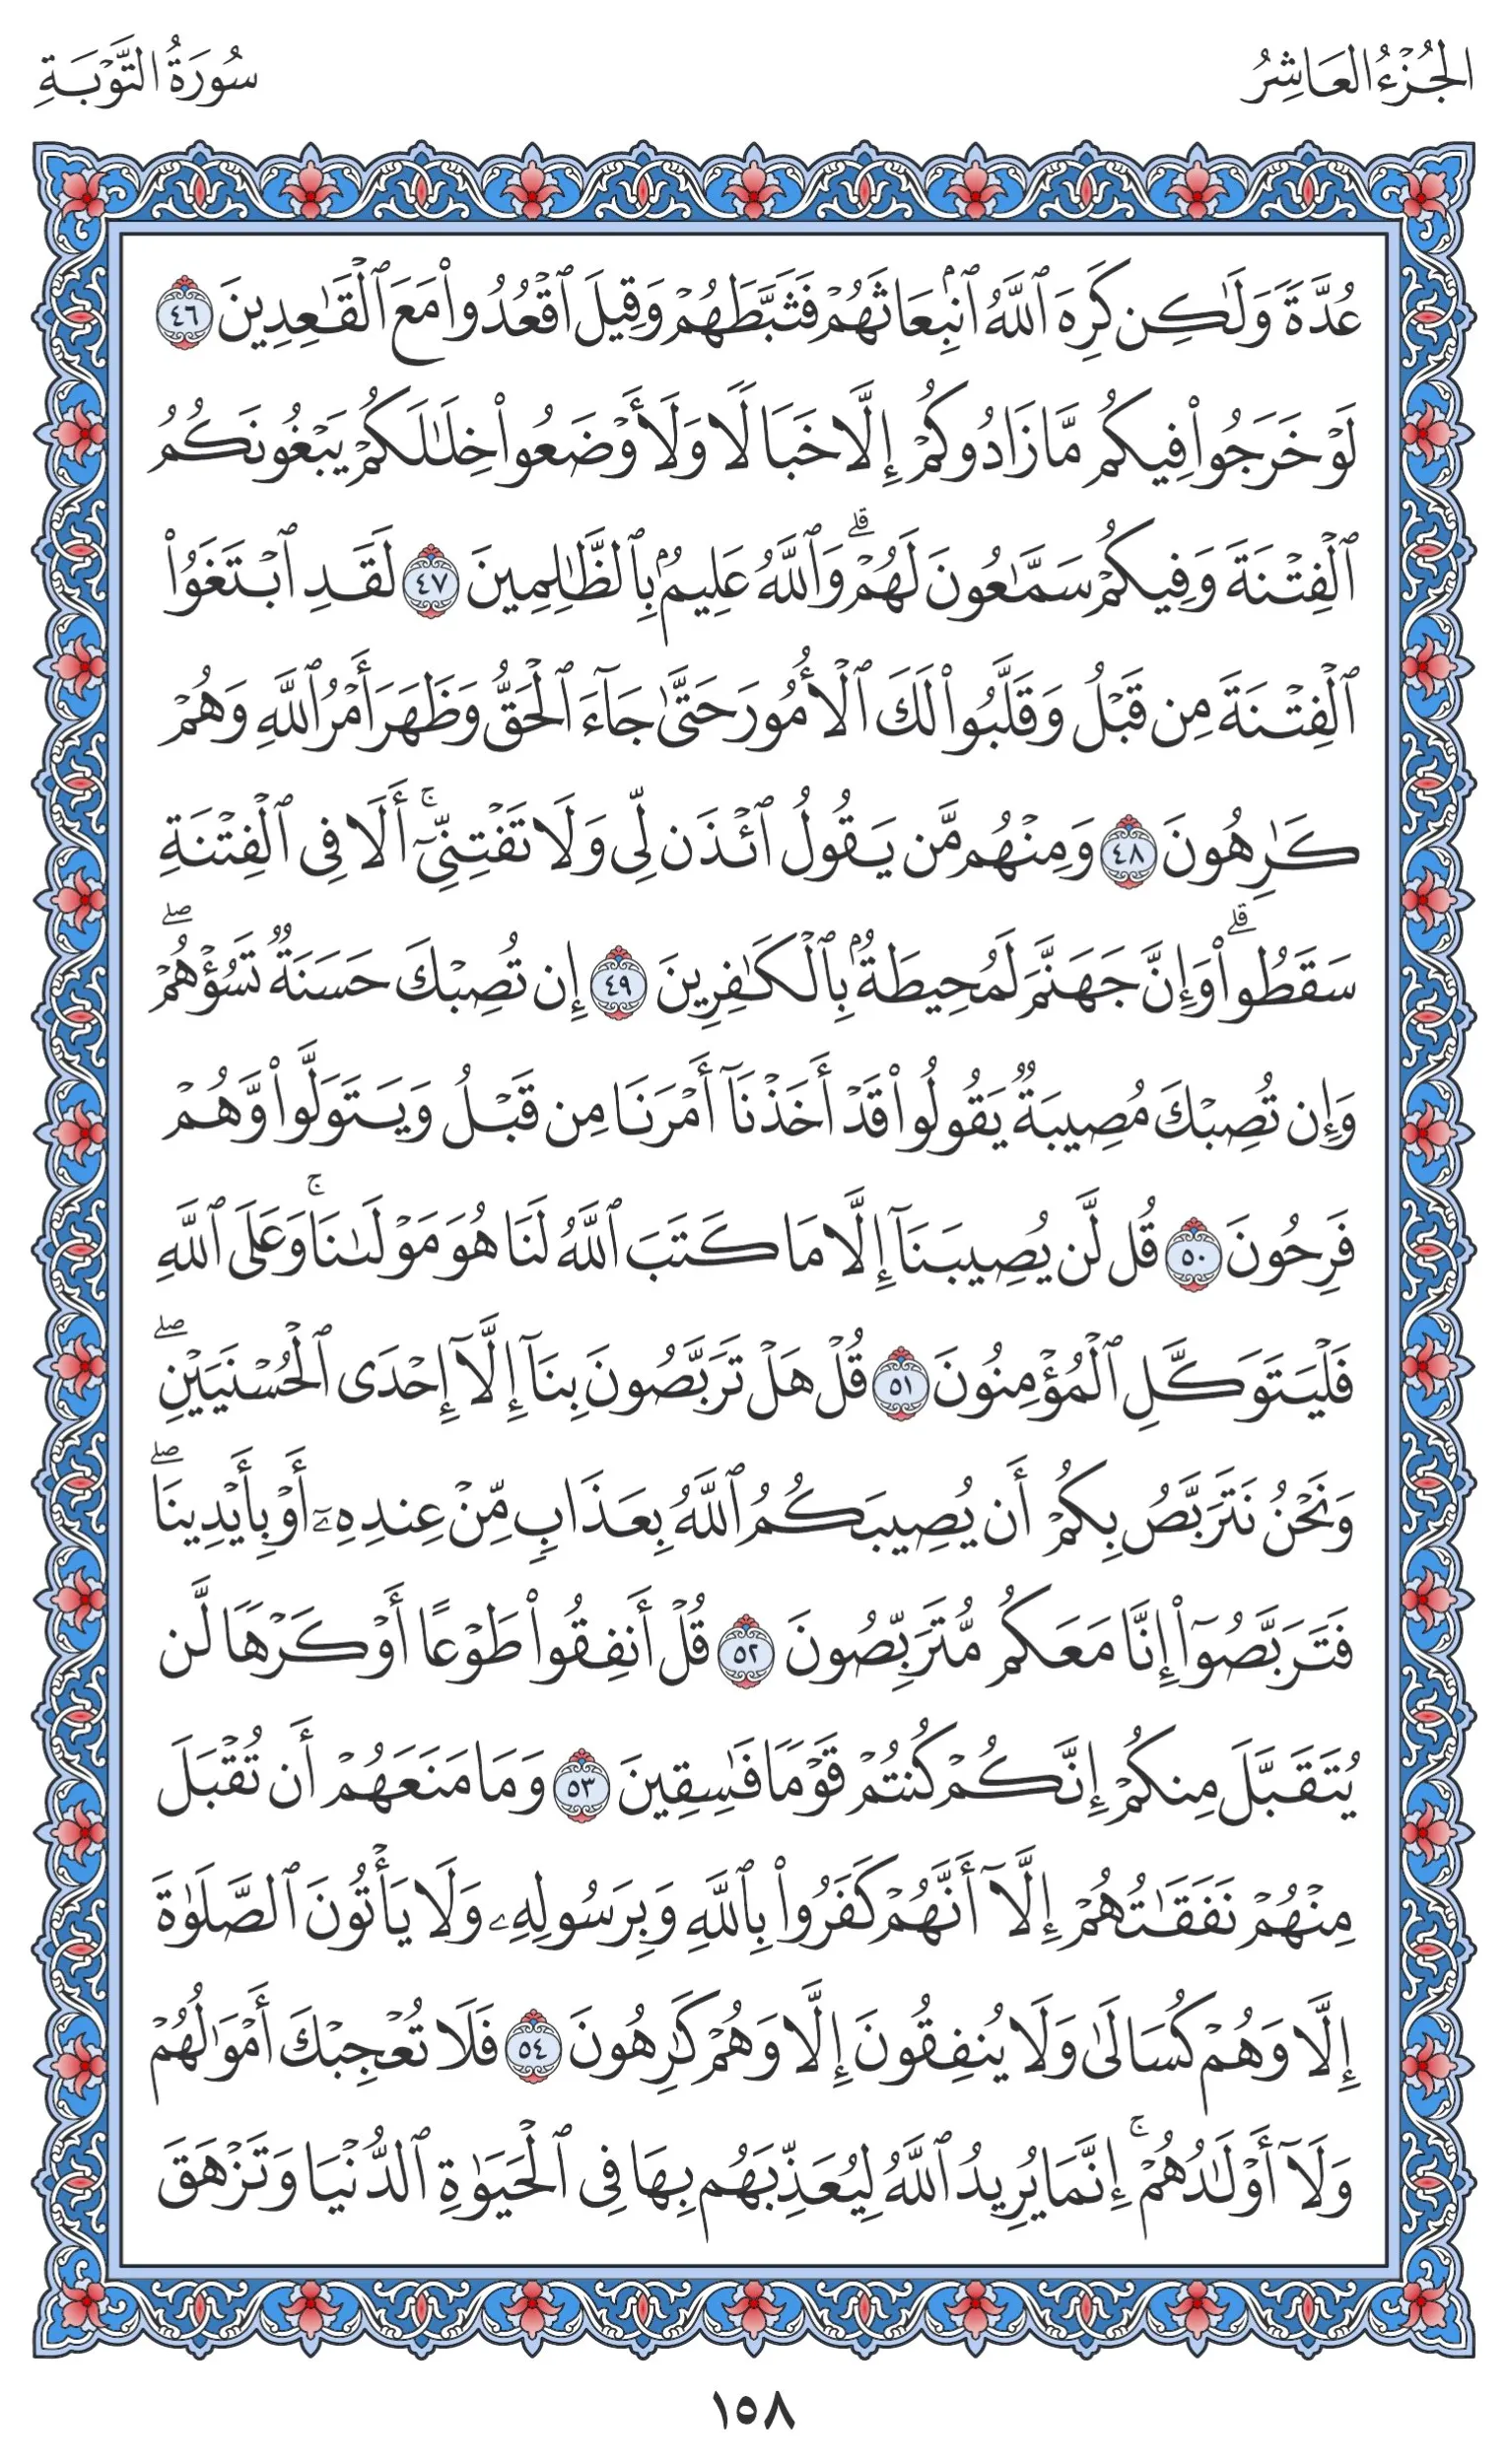 الجُزْءُ العَاشِرُ
سُورَةُ التَّوْبَةِ
عُدَّةً وَلَٰكِن كَرِهَ ٱللَّهُ ٱنۢبِعَاثَهُمْ فَثَبَّطَهُمْ وَقِيلَ ٱقْعُدُوا۟ مَعَ ٱلْقَٰعِدِينَ ٤٦
لَوْ خَرَجُوا۟ فِيكُم مَّا زَادُوكُمْ إِلَّا خَبَالًا وَلَأَوْضَعُوا۟ خِلَٰلَكُمْ يَبْغُونَكُمُ
ٱلْفِتْنَةَ وَفِيكُمْ سَمَّٰعُونَ لَهُمْ ۗ وَٱللَّهُ عَلِيمٌۢ بِٱلظَّٰلِمِينَ ٤٧ لَقَدِ ٱبْتَغَوُا۟
ٱلْفِتْنَةَ مِن قَبْلُ وَقَلَّبُوا۟ لَكَ ٱلْأُمُورَ حَتَّىٰ جَآءَ ٱلْحَقُّ وَظَهَرَ أَمْرُ ٱللَّهِ وَهُمْ
كَٰرِهُونَ ٤٨ وَمِنْهُم مَّن يَقُولُ ٱئْذَن لِّى وَلَا تَفْتِنِّىٓ ۚ أَلَا فِى ٱلْفِتْنَةِ
سَقَطُوا۟ ۗ وَإِنَّ جَهَنَّمَ لَمُحِيطَةٌۢ بِٱلْكَٰفِرِينَ ٤٩ إِن تُصِبْكَ حَسَنَةٌ تَسُؤْهُمْ ۖ
وَإِن تُصِبْكَ مُصِيبَةٌ يَقُولُوا۟ قَدْ أَخَذْنَآ أَمْرَنَا مِن قَبْلُ وَيَتَوَلَّوا۟ وَّهُمْ
فَرِحُونَ ٥٠ قُل لَّن يُصِيبَنَآ إِلَّا مَا كَتَبَ ٱللَّهُ لَنَا هُوَ مَوْلَىٰنَا ۚ وَعَلَى ٱللَّهِ
فَلْيَتَوَكَّلِ ٱلْمُؤْمِنُونَ ٥١ قُلْ هَلْ تَرَبَّصُونَ بِنَآ إِلَّآ إِحْدَى ٱلْحُسْنَيَيْنِ ۖ
وَنَحْنُ نَتَرَبَّصُ بِكُمْ أَن يُصِيبَكُمُ ٱللَّهُ بِعَذَابٍ مِّنْ عِندِهِۦٓ أَوْ بِأَيْدِينَا ۖ
فَتَرَبَّصُوٓا۟ إِنَّا مَعَكُم مُّتَرَبِّصُونَ ٥٢ قُلْ أَنفِقُوا۟ طَوْعًا أَوْ كَرْهًا لَّن
يُتَقَبَّلَ مِنكُمْ إِنَّكُمْ كُنتُمْ قَوْمًا فَٰسِقِينَ ٥٣ وَمَا مَنَعَهُمْ أَن تُقْبَلَ
مِنْهُمْ نَفَقَٰتُهُمْ إِلَّآ أَنَّهُمْ كَفَرُوا۟ بِٱللَّهِ وَبِرَسُولِهِۦ وَلَا يَأْتُونَ ٱلصَّلَوٰةَ
إِلَّا وَهُمْ كُسَالَىٰ وَلَا يُنفِقُونَ إِلَّا وَهُمْ كَٰرِهُونَ ٥٤ فَلَا تُعْجِبْكَ أَمْوَٰلُهُمْ
وَلَآ أَوْلَٰدُهُمْ ۚ إِنَّمَا يُرِيدُ ٱللَّهُ لِيُعَذِّبَهُم بِهَا فِى ٱلْحَيَوٰةِ ٱلدُّنْيَا وَتَزْهَقَ
١٥٨